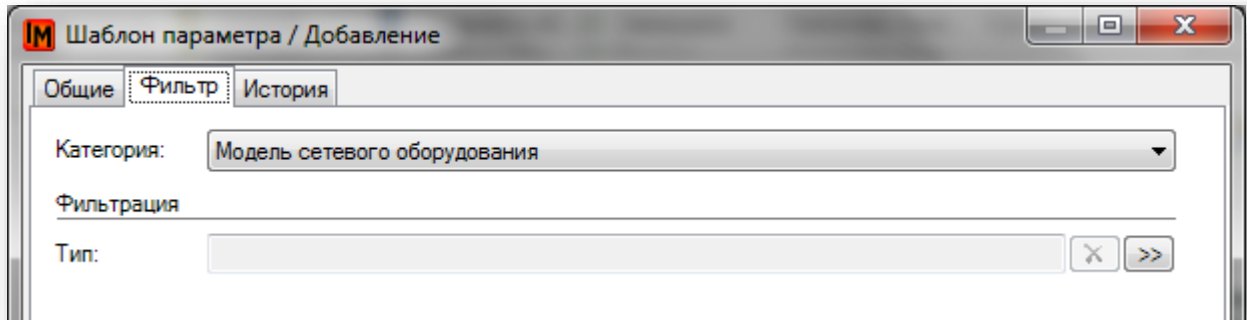 IM Шаблон параметра / Добавление
Общие Фильтр История
Категория: Модель сетевого оборудования
Фильтрация
Тип: >>